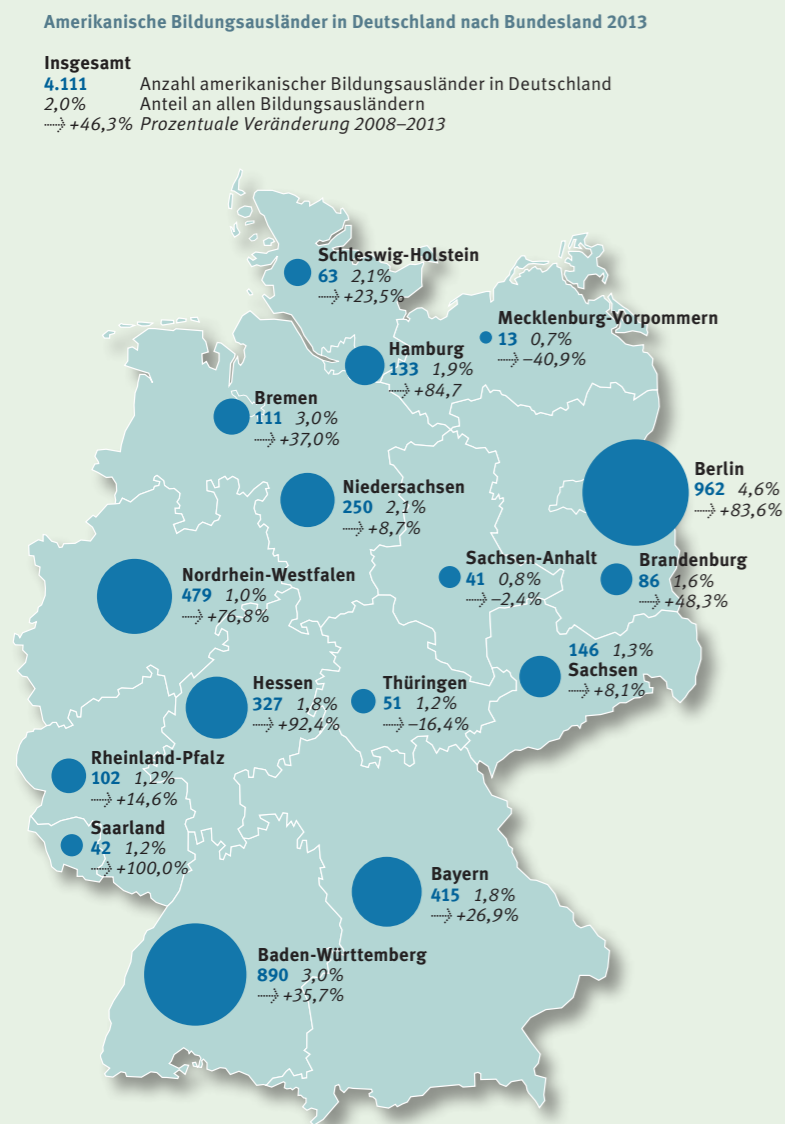 Amerikanische Bildungsausländer in Deutschland nach Bundesland 2013
Insgesamt
4.111 Anzahl amerikanischer Bildungsausländer in Deutschland
2,0% Anteil an allen Bildungsausländern
→ +46,3% Prozentuale Veränderung 2008–2013
Schleswig-Holstein
63 2,1%
→ +23,5%
Mecklenburg-Vorpommern
13 0,7%
→ −40,9%
Hamburg
133 1,9%
→ +84,7
Bremen
111 3,0%
→ +37,0%
Berlin
962 4,6%
→ +83,6%
Niedersachsen
250 2,1%
→ +8,7%
Sachsen-Anhalt
41 0,8%
→ −2,4%
Brandenburg
86 1,6%
→ +48,3%
Nordrhein-Westfalen
479 1,0%
→ +76,8%
146 1,3%
Sachsen
→ +8,1%
Hessen
327 1,8%
→ +92,4%
Thüringen
51 1,2%
→ −16,4%
Rheinland-Pfalz
102 1,2%
→ +14,6%
Saarland
42 1,2%
→ +100,0%
Bayern
415 1,8%
→ +26,9%
Baden-Württemberg
890 3,0%
→ +35,7%